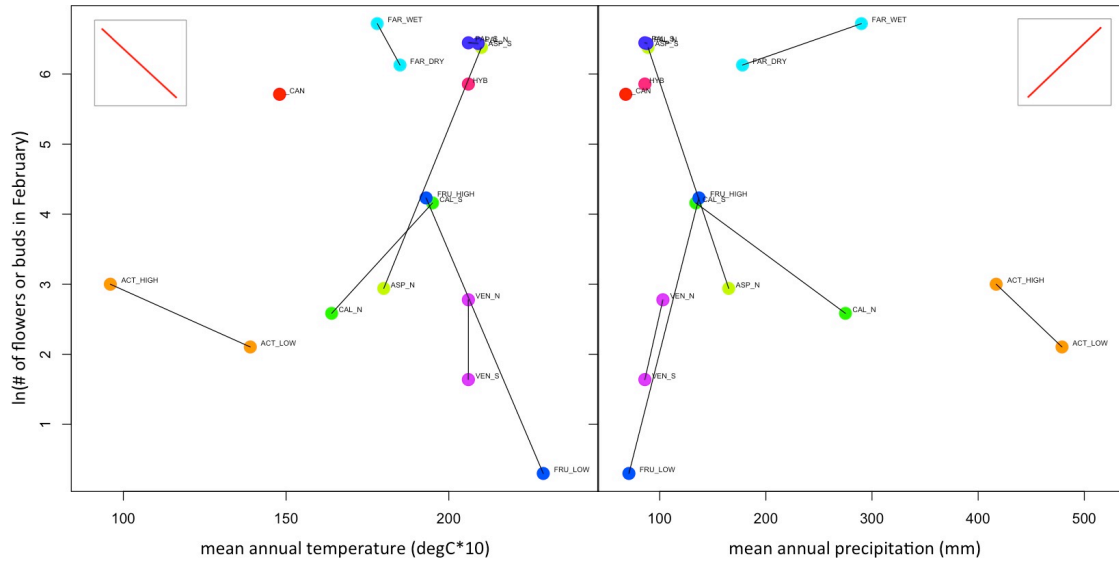 ln(# of flowers or buds in February)
1
2
3
4
5
6
FAR_WET
FAR_DRY
ASP_S
_CAN
HYB
FRU_HIGH
CAL_S
ACT_HIGH
ASP_N
VEN_N
CAL_N
ACT_LOW
VEN_S
FRU_LOW
100
150
200
mean annual temperature (degC*10)
FAR_WET
FAR_DRY
ASP_S
HYB
_CAN
FRU_HIGH
CAL_S
ACT_HIGH
ASP_N
VEN_N
CAL_N
ACT_LOW
VEN_S
FRU_LOW
100
200
300
400
500
mean annual precipitation (mm)